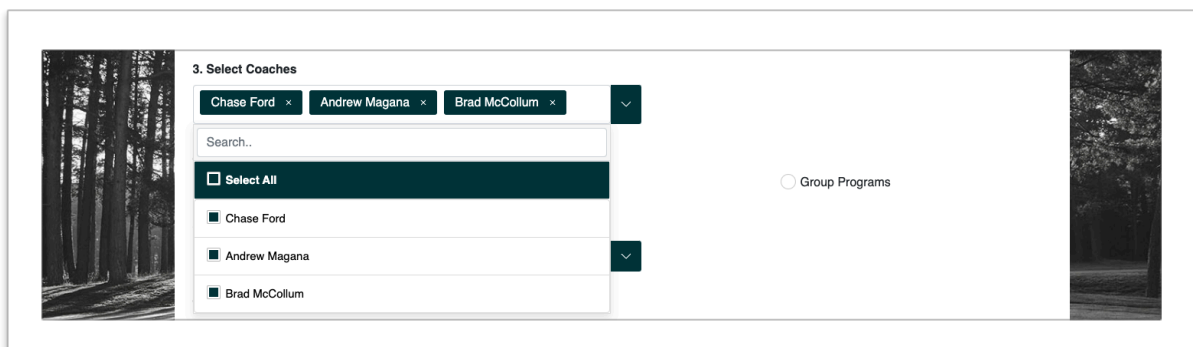 3. Select Coaches
Chase Ford × Andrew Magana × Brad McCollum ×
Search..
Select All
Group Programs
Chase Ford
Andrew Magana
Brad McCollum